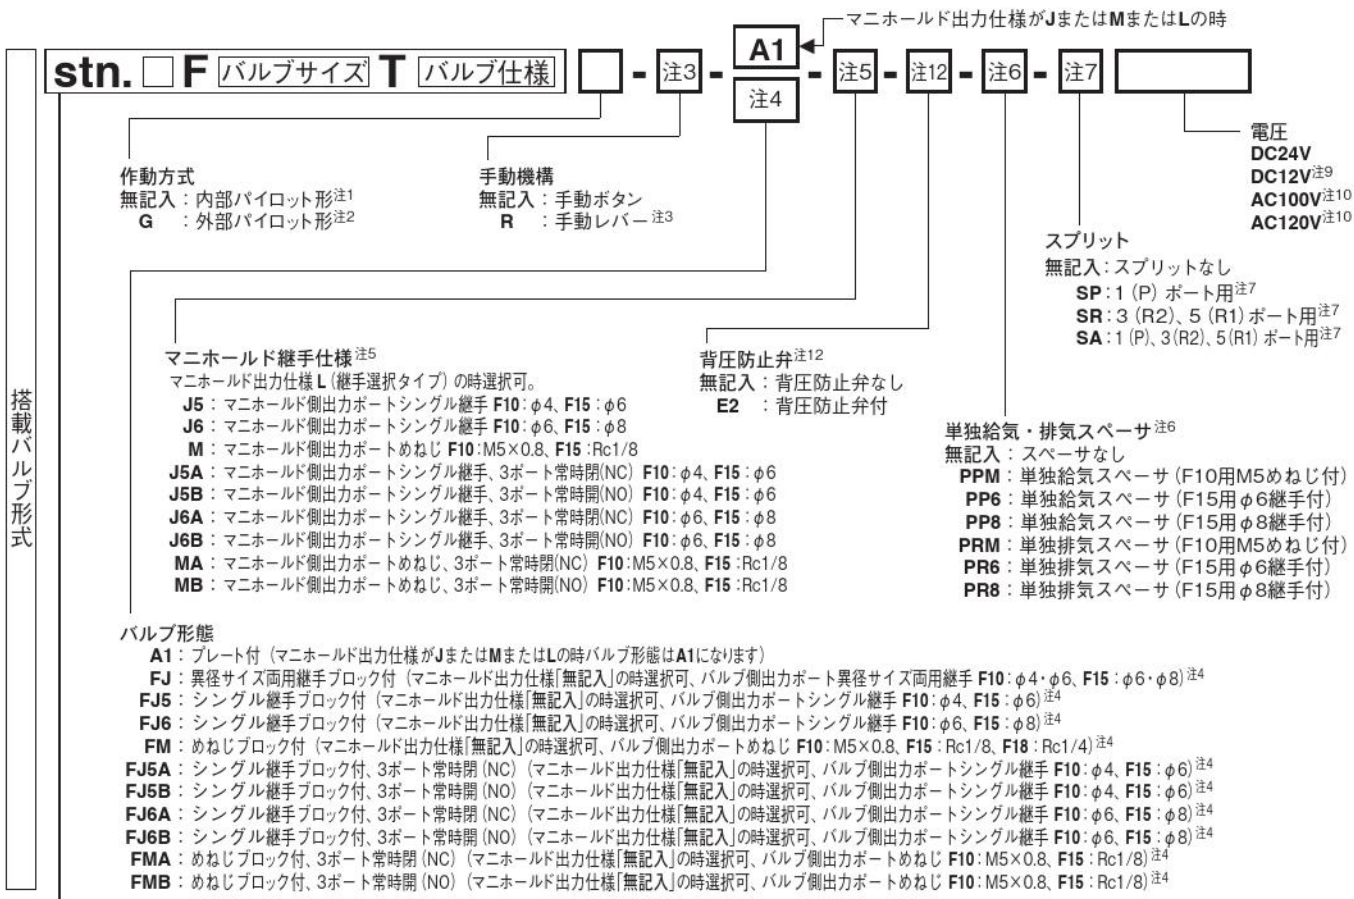 マニホールド出力仕様がJまたはMまたはLの時
stn. □ F バルブサイズ T バルブ仕様 - 注3 - A1 注4 - 注5 - 注12 - 注6 - 注7
作動方式
無記入：内部パイロット形注1
G ：外部パイロット形注2
手動機構
無記入：手動ボタン
R ：手動レバー注3
電圧
DC24V
DC12V注9
AC100V注10
AC120V注10
スプリット
無記入：スプリットなし
SP：1（P）ポート用注7
SR：3（R2）、5（R1）ポート用注7
SA：1（P）、3（R2）、5（R1）ポート用注7
搭載バルブ形式
マニホールド継手仕様注5
マニホールド出力仕様 L（継手選択タイプ）の時選択可。
J5：マニホールド側出力ポートシングル継手 F10：φ4、F15：φ6
J6：マニホールド側出力ポートシングル継手 F10：φ6、F15：φ8
M：マニホールド側出力ポートめねじ F10：M5×0.8、F15：Rc1/8
J5A：マニホールド側出力ポートシングル継手、3ポート常時閉(NC) F10：φ4、F15：φ6
J5B：マニホールド側出力ポートシングル継手、3ポート常時開(NO) F10：φ4、F15：φ6
J6A：マニホールド側出力ポートシングル継手、3ポート常時閉(NC) F10：φ6、F15：φ8
J6B：マニホールド側出力ポートシングル継手、3ポート常時開(NO) F10：φ6、F15：φ8
MA：マニホールド側出力ポートめねじ、3ポート常時閉(NC) F10：M5×0.8、F15：Rc1/8
MB：マニホールド側出力ポートめねじ、3ポート常時開(NO) F10：M5×0.8、F15：Rc1/8
背圧防止弁注12
無記入：背圧防止弁なし
E2 ：背圧防止弁付
単独給気・排気スペーサ注6
無記入：スペーサなし
PPM：単独給気スペーサ（F10用M5めねじ付）
PP6：単独給気スペーサ（F15用φ6継手付）
PP8：単独給気スペーサ（F15用φ8継手付）
PRM：単独排気スペーサ（F10用M5めねじ付）
PR6：単独排気スペーサ（F15用φ6継手付）
PR8：単独排気スペーサ（F15用φ8継手付）
バルブ形態
A1：プレート付（マニホールド出力仕様がJまたはMまたはLの時バルブ形態はA1になります）
FJ：異径サイズ両用継手ブロック付（マニホールド出力仕様「無記入」の時選択可、バルブ側出力ポート異径サイズ両用継手 F10：φ4・φ6、F15：φ6・φ8）注4
FJ5：シングル継手ブロック付（マニホールド出力仕様「無記入」の時選択可、バルブ側出力ポートシングル継手 F10：φ4、F15：φ6）注4
FJ6：シングル継手ブロック付（マニホールド出力仕様「無記入」の時選択可、バルブ側出力ポートシングル継手 F10：φ6、F15：φ8）注4
FM：めねじブロック付（マニホールド出力仕様「無記入」の時選択可、バルブ側出力ポートめねじ F10：M5×0.8、F15：Rc1/8、F18：Rc1/4）注4
FJ5A：シングル継手ブロック付、3ポート常時閉（NC）（マニホールド出力仕様「無記入」の時選択可、バルブ側出力ポートシングル継手 F10：φ4、F15：φ6）注4
FJ5B：シングル継手ブロック付、3ポート常時開（NO）（マニホールド出力仕様「無記入」の時選択可、バルブ側出力ポートシングル継手 F10：φ4、F15：φ6）注4
FJ6A：シングル継手ブロック付、3ポート常時閉（NC）（マニホールド出力仕様「無記入」の時選択可、バルブ側出力ポートシングル継手 F10：φ6、F15：φ8）注4
FJ6B：シングル継手ブロック付、3ポート常時開（NO）（マニホールド出力仕様「無記入」の時選択可、バルブ側出力ポートシングル継手 F10：φ6、F15：φ8）注4
FMA：めねじブロック付、3ポート常時閉（NC）（マニホールド出力仕様「無記入」の時選択可、バルブ側出力ポートめねじ F10：M5×0.8、F15：Rc1/8）注4
FMB：めねじブロック付、3ポート常時開（NO）（マニホールド出力仕様「無記入」の時選択可、バルブ側出力ポートめねじ F10：M5×0.8、F15：Rc1/8）注4